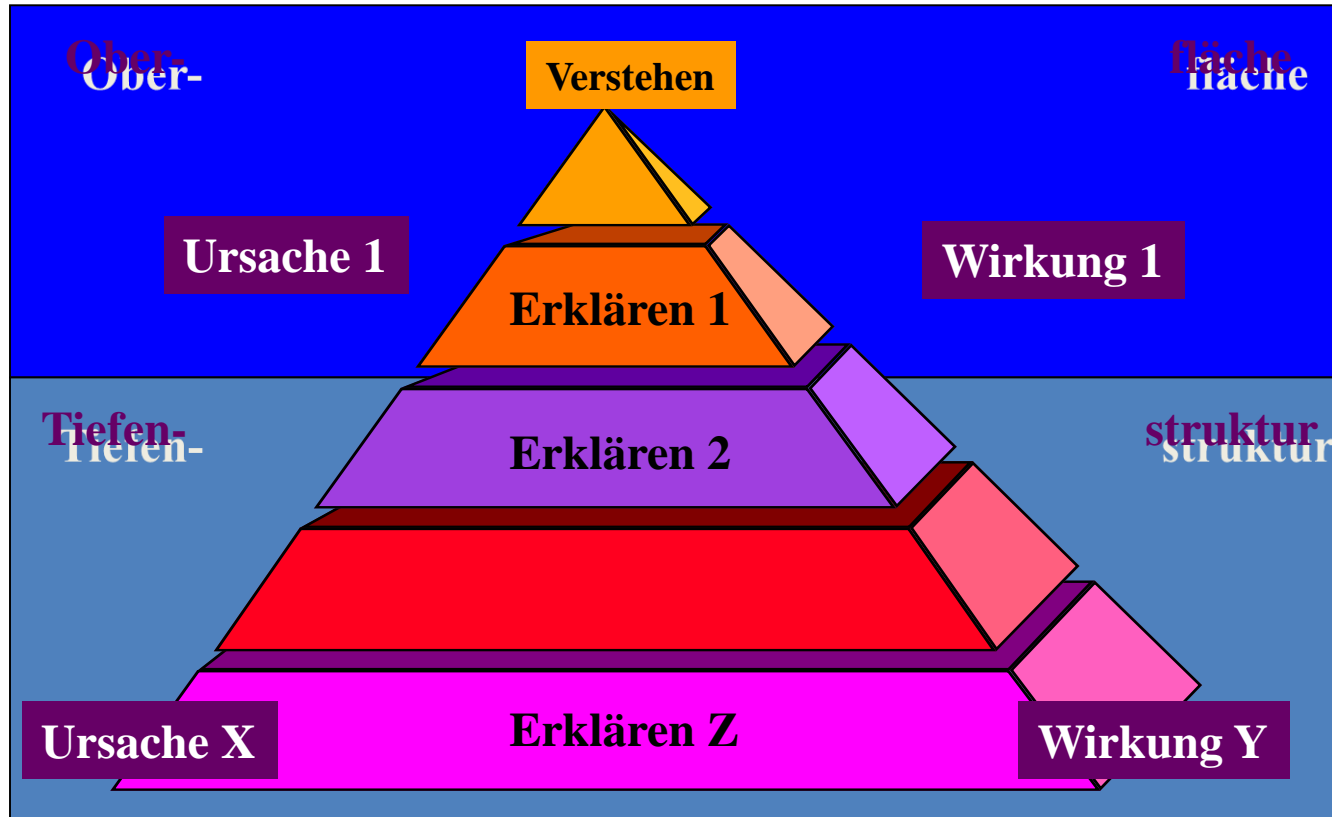 Ober- fläche
Verstehen
Ursache 1 Wirkung 1
Erklären 1
Tiefen- struktur
Erklären 2
Ursache X Erklären Z Wirkung Y